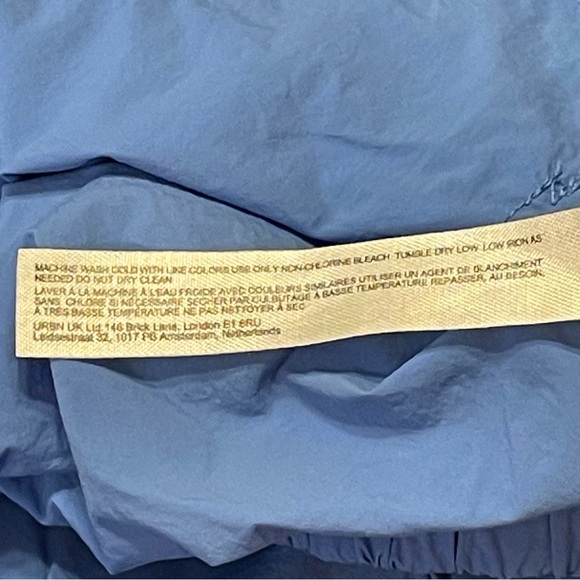 MACHINE WASH COLD WITH LIKE COLORS USE ONLY NON-CHLORINE BLEACH TUMBLE DRY LOW. LOW IRON AS
NEEDED DO NOT DRY CLEAN
LAVER À LA MACHINE À L'EAU FROIDE AVEC COULEURS SIMILAIRES UTILISER UN AGENT DE BLANCHIMENT
SANS CHLORE SI NÉCESSAIRE SÉCHER PAR CULBUTAGE À BASSE TEMPÉRATURE REPASSER, AU BESOIN,
À TRÈS BASSE TEMPÉRATURE NE PAS NETTOYER À SEC
URBN UK Ltd, 146 Brick Lane, London E1 6RU
Leidsestraat 32, 1017 PB Amsterdam, Netherlands